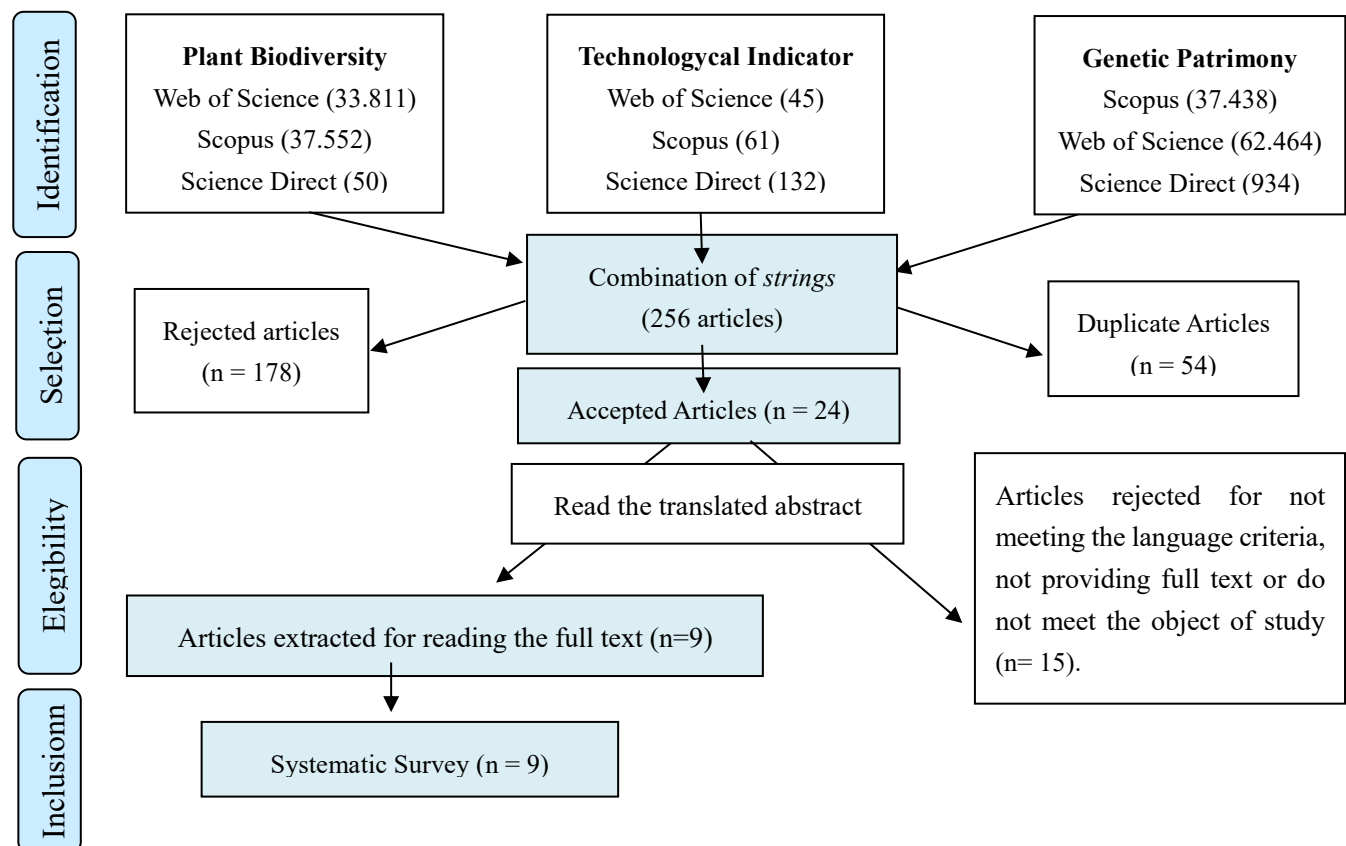 Identification
Plant Biodiversity
Web of Science (33.811)
Scopus (37.552)
Science Direct (50)
Technologycal Indicator
Web of Science (45)
Scopus (61)
Science Direct (132)
Genetic Patrimony
Scopus (37.438)
Web of Science (62.464)
Science Direct (934)
Seleçtion
Combination of strings
(256 articles)
Rejected articles
(n = 178)
Duplicate Articles
(n = 54)
Accepted Articles (n = 24)
Elegibility
Read the translated abstract
Articles rejected for not
meeting the language criteria,
not providing full text or do
not meet the object of study
(n= 15).
Articles extracted for reading the full text (n=9)
Inclusionn
Systematic Survey (n = 9)